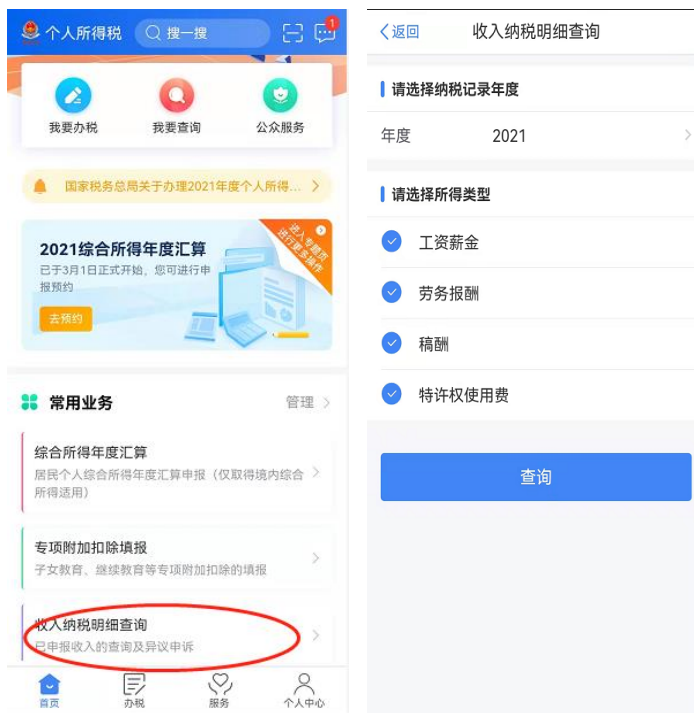 个人所得税
搜一搜
1
我要办税
我要查询
公众服务
国家税务总局关于办理2021年度个人所得...
2021综合所得年度汇算
已于3月1日正式开始，您可进行申
报预约
去预约
进入专题页
进行更多操作
常用业务
管理
综合所得年度汇算
居民个人综合所得年度汇算申报（仅取得境内综合
所得适用）
专项附加扣除填报
子女教育、继续教育等专项附加扣除的填报
收入纳税明细查询
已申报收入的查询及异议申诉
首页
办税
服务
个人中心
返回
收入纳税明细查询
请选择纳税记录年度
年度 2021
请选择所得类型
工资薪金
劳务报酬
稿酬
特许权使用费
查询